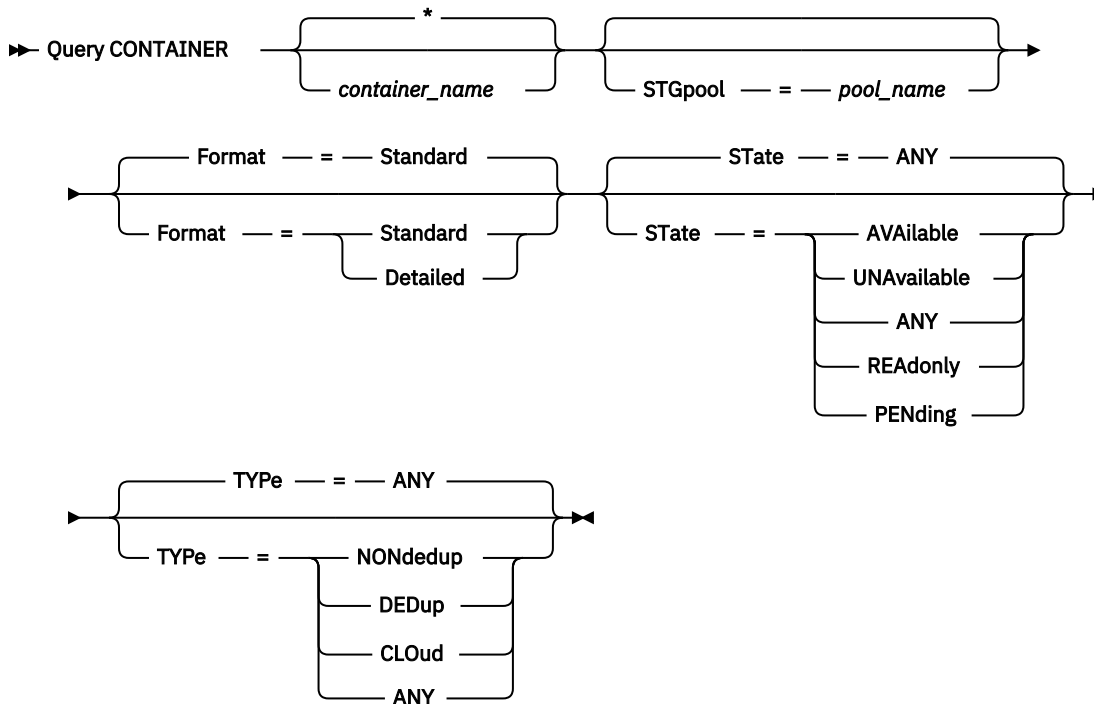 *
Query CONTAINER
container_name
STGpool = pool_name
Format = Standard
STate = ANY
Format = Standard
Detailed
STate = AVAilable
UNAvailable
ANY
REAdonly
PENding
TYPe = ANY
TYPe = NONdedup
DEDup
CLOud
ANY